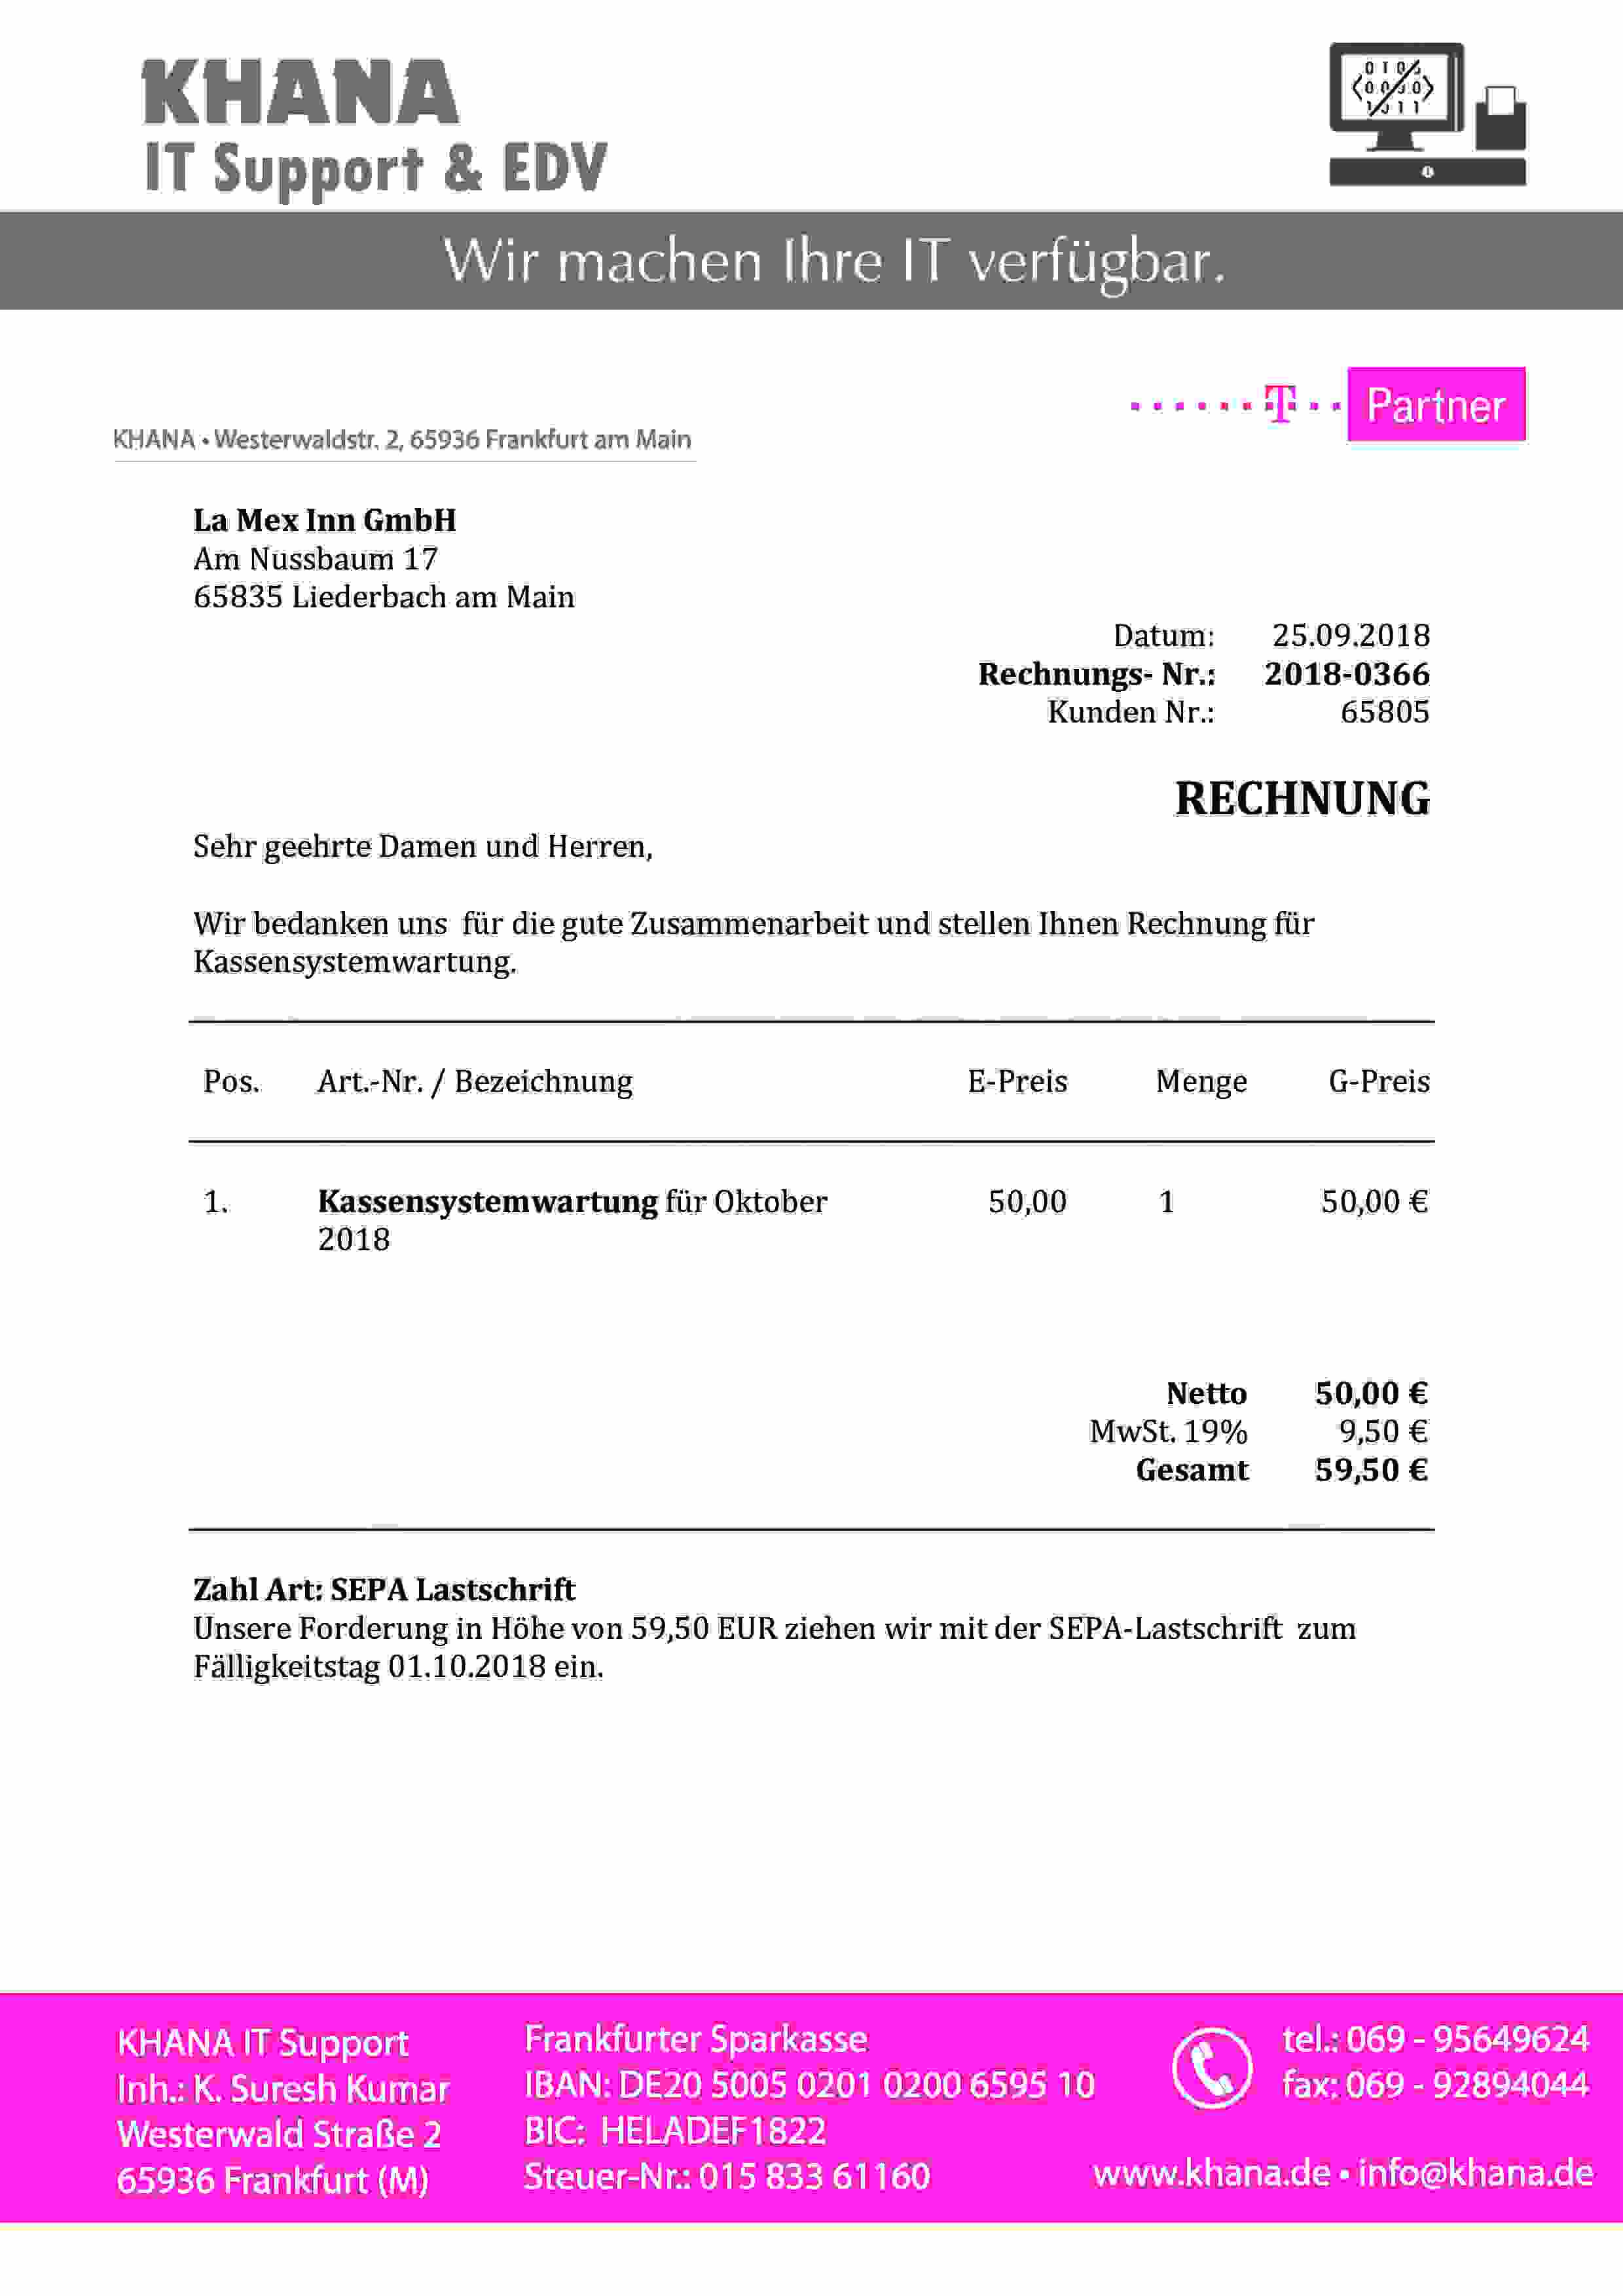 KHANA
IT Support & EDV
Wir machen Ihre IT verfügbar.
T Partner
KHANA • Westerwaldstr. 2, 65936 Frankfurt am Main
La Mex Inn GmbH
Am Nussbaum 17
65835 Liederbach am Main
Datum: 25.09.2018
Rechnungs- Nr.: 2018-0366
Kunden Nr.: 65805
RECHNUNG
Sehr geehrte Damen und Herren,
Wir bedanken uns für die gute Zusammenarbeit und stellen Ihnen Rechnung für
Kassensystemwartung.
Pos. Art.-Nr. / Bezeichnung E-Preis Menge G-Preis
1. Kassensystemwartung für Oktober 50,00 1 50,00 €
2018
Netto 50,00 €
MwSt. 19% 9,50 €
Gesamt 59,50 €
Zahl Art: SEPA Lastschrift
Unsere Forderung in Höhe von 59,50 EUR ziehen wir mit der SEPA-Lastschrift zum
Fälligkeitstag 01.10.2018 ein.
KHANA IT Support
Inh.: K. Suresh Kumar
Westerwald Straße 2
65936 Frankfurt (M)
Frankfurter Sparkasse
IBAN: DE20 5005 0201 0200 6595 10
BIC: HELADEF1822
Steuer-Nr.: 015 833 61160
tel.: 069 - 95649624
fax: 069 - 92894044
www.khana.de • info@khana.de